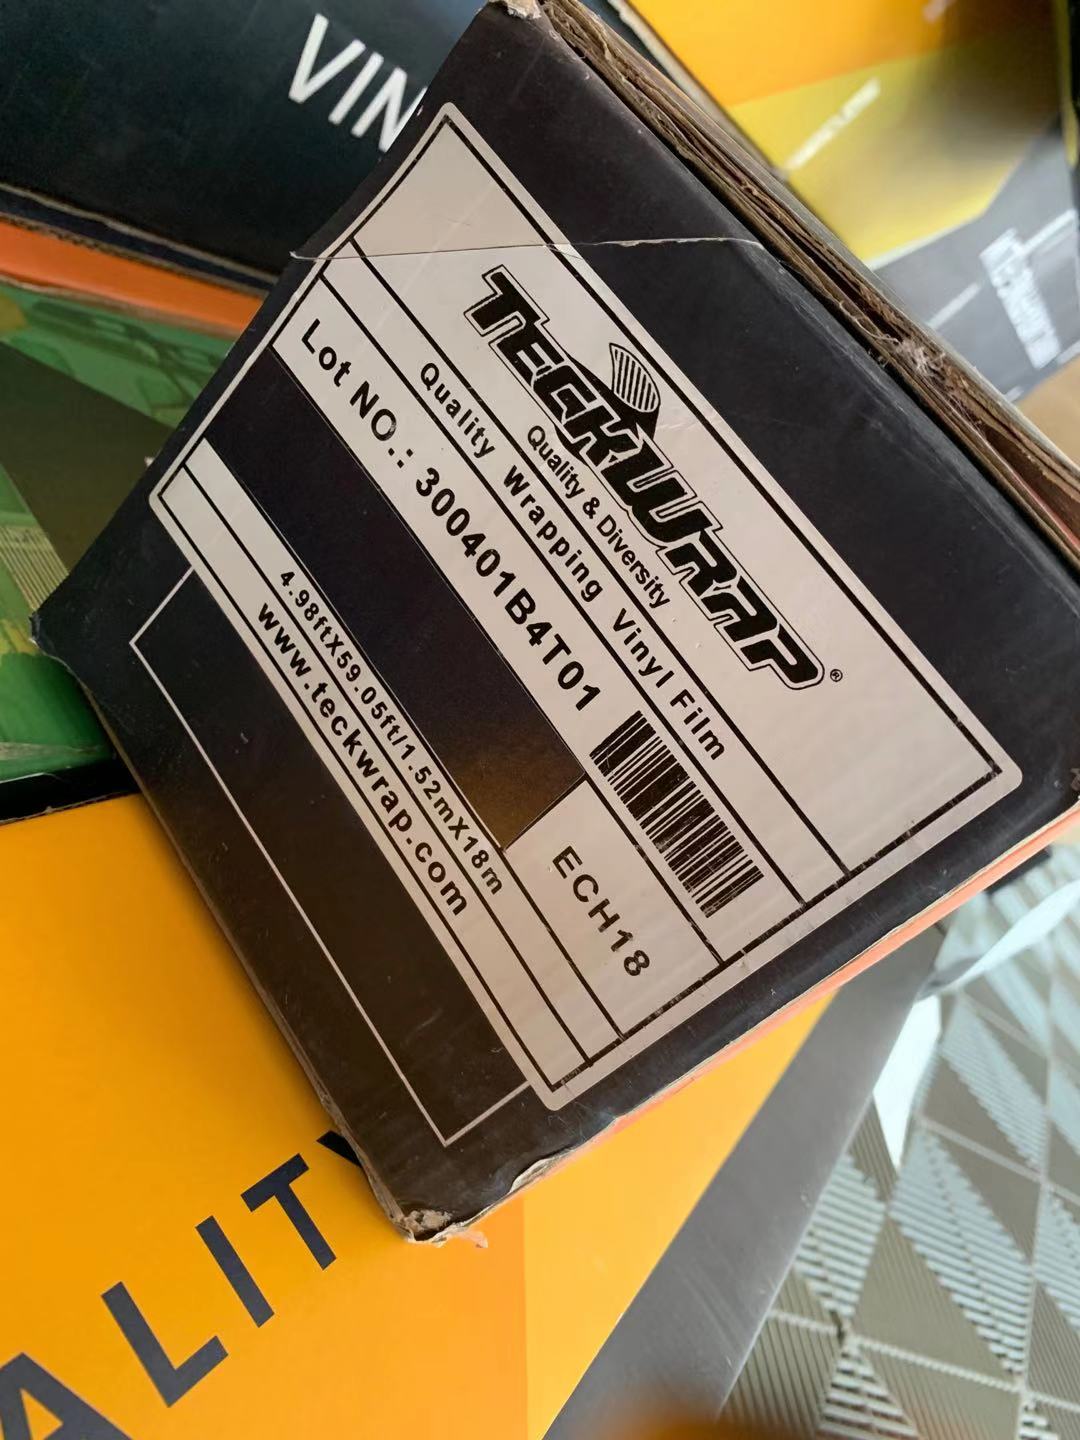 VIN
TECKWRAP®
Quality & Diversity
Quality Wrapping Vinyl Film
Lot NO.: 300401B4T01
ECH18
4.98ftX59.05ft/1.52mX18m
www.teckwrap.com
ALITY